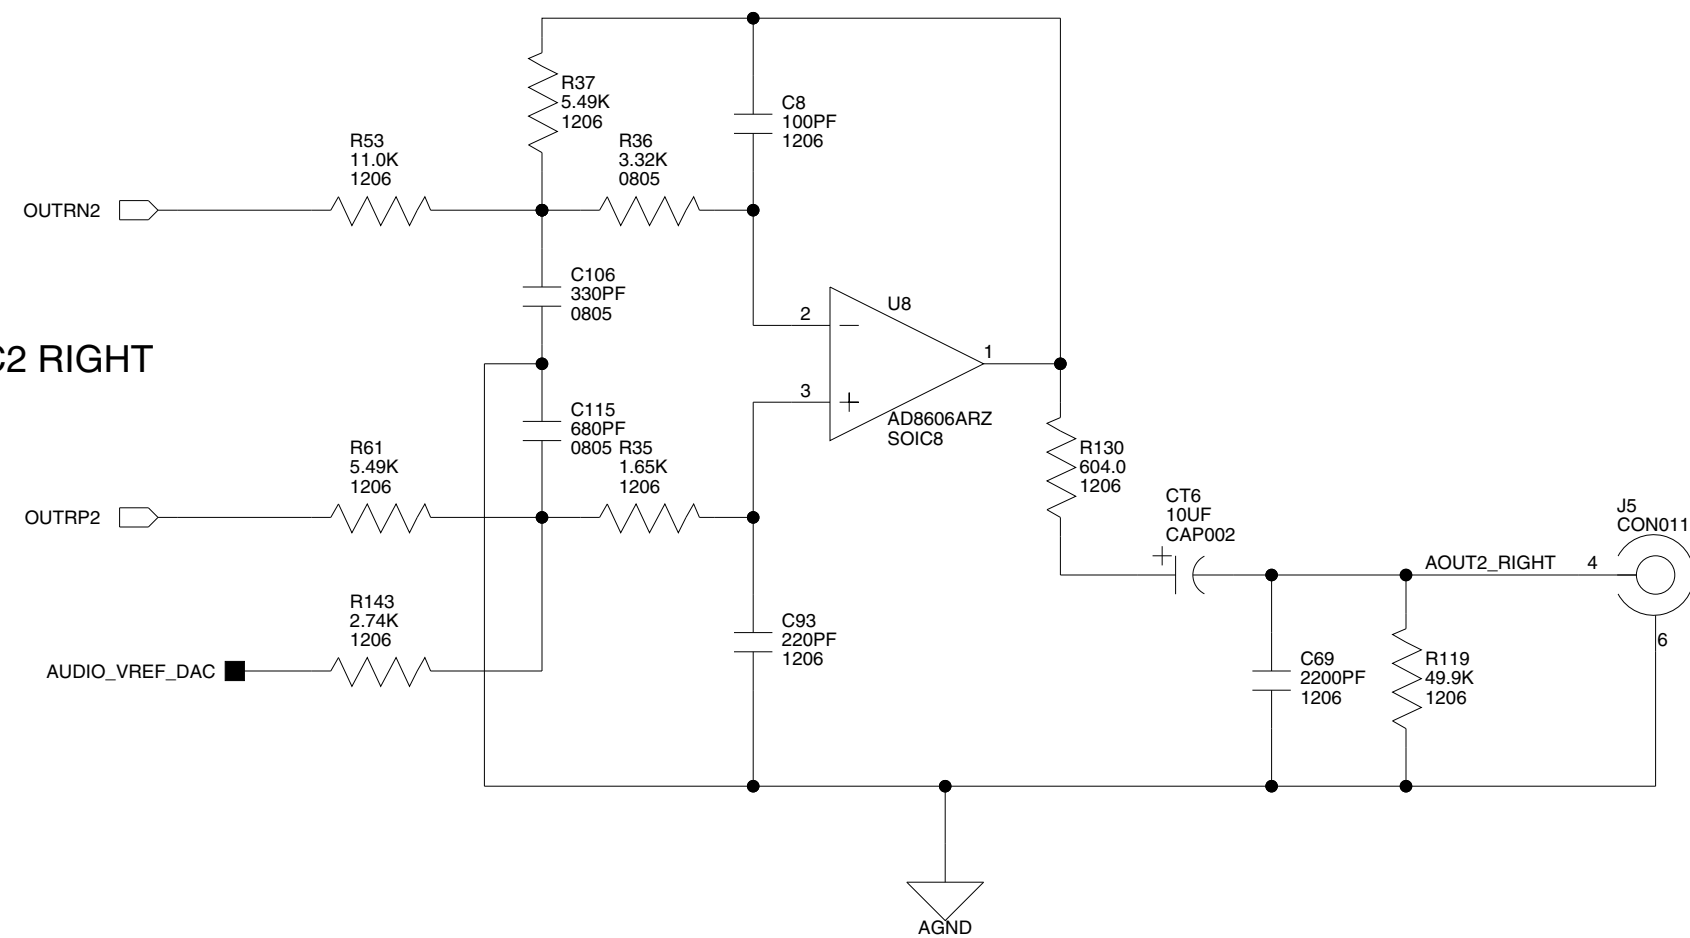 R37
5.49K
1206
C8
100PF
1206
R53
11.0K
1206
R36
3.32K
0805
OUTRN2
C106
330PF
0805
U8
2
1
3
AD8606ARZ
SOIC8
C2 RIGHT
C115
680PF
0805
R35
1.65K
1206
R61
5.49K
1206
OUTRP2
R130
604.0
1206
CT6
10UF
CAP002
+
J5
CON011
AOUT2_RIGHT
4
6
R143
2.74K
1206
AUDIO_VREF_DAC
C93
220PF
1206
C69
2200PF
1206
R119
49.9K
1206
AGND